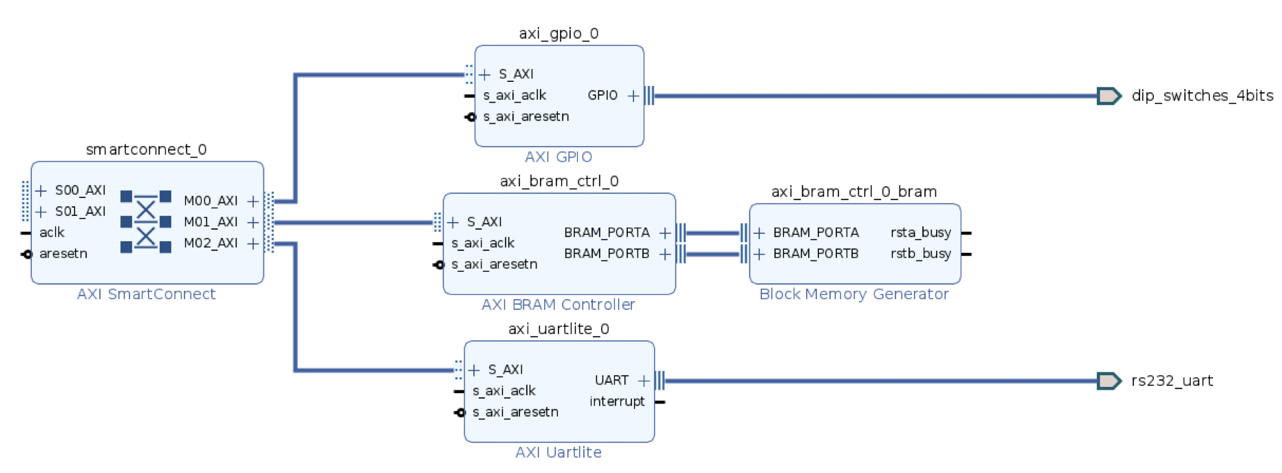 axi_gpio_0
S_AXI
s_axi_aclk
s_axi_aresetn
GPIO
AXI GPIO
dip_switches_4bits
smartconnect_0
S00_AXI
S01_AXI
aclk
aresetn
M00_AXI
M01_AXI
M02_AXI
AXI SmartConnect
axi_bram_ctrl_0
S_AXI
s_axi_aclk
s_axi_aresetn
BRAM_PORTA
BRAM_PORTB
AXI BRAM Controller
axi_bram_ctrl_0_bram
BRAM_PORTA
BRAM_PORTB
rsta_busy
rstb_busy
Block Memory Generator
axi_uartlite_0
S_AXI
s_axi_aclk
s_axi_aresetn
UART
interrupt
AXI Uartlite
rs232_uart